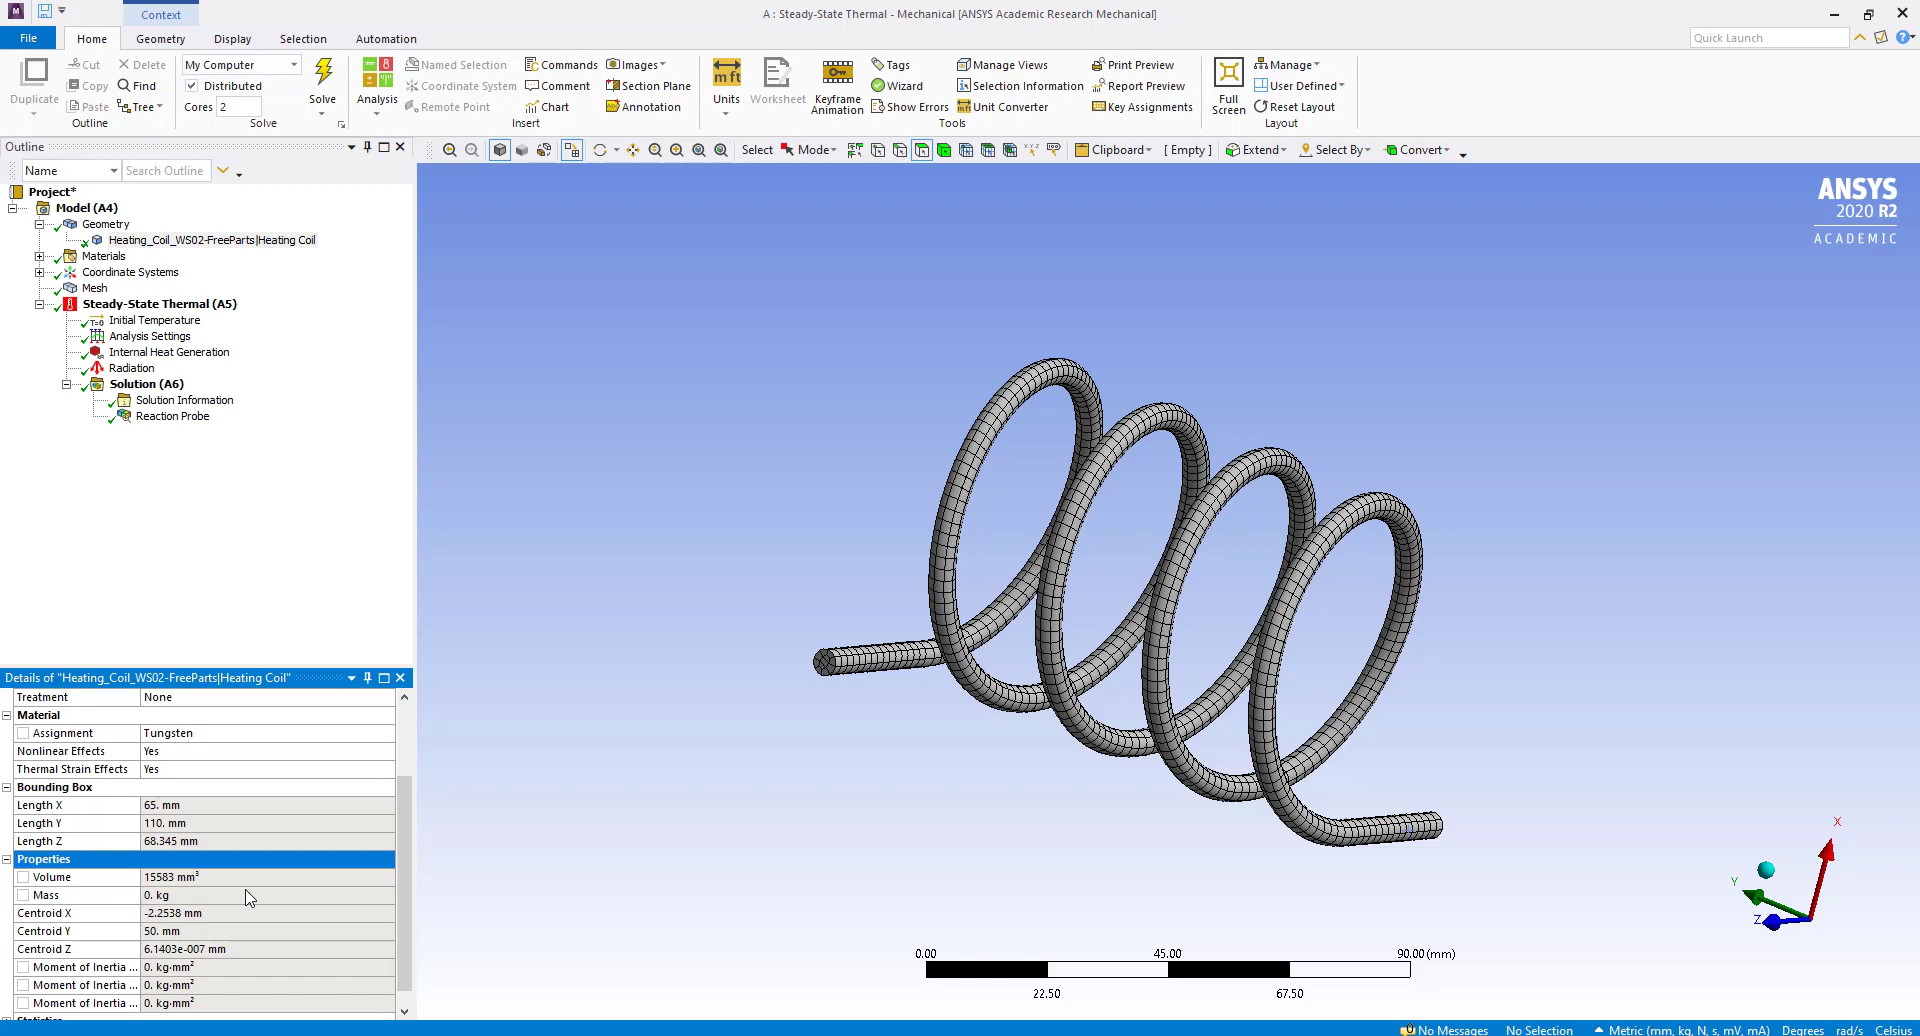 Context
A : Steady-State Thermal - Mechanical [ANSYS Academic Research Mechanical]
File
Home
Geometry
Display
Selection
Automation
Quick Launch
Duplicate
Cut
Copy
Paste
Delete
Find
Tree
Outline
My Computer
Distributed
Cores 2
Solve
Solve
Analysis
Named Selection
Coordinate System
Remote Point
Commands
Comment
Chart
Images
Section Plane
Annotation
Insert
Units
Worksheet
Keyframe
Animation
Tags
Wizard
Show Errors
Manage Views
Selection Information
Unit Converter
Print Preview
Report Preview
Key Assignments
Tools
Full
Screen
Manage
User Defined
Reset Layout
Layout
Outline
Select
Mode
Clipboard
[ Empty ]
Extend
Select By
Convert
Name
Search Outline
Project*
Model (A4)
Geometry
Heating_Coil_WS02-FreeParts|Heating Coil
Materials
Coordinate Systems
Mesh
Steady-State Thermal (A5)
T=0 Initial Temperature
Analysis Settings
Internal Heat Generation
Radiation
Solution (A6)
Solution Information
Reaction Probe
ANSYS
2020 R2
ACADEMIC
Details of "Heating_Coil_WS02-FreeParts|Heating Coil"
Treatment None
Material
Assignment Tungsten
Nonlinear Effects Yes
Thermal Strain Effects Yes
Bounding Box
Length X 65. mm
Length Y 110. mm
Length Z 68.345 mm
Properties
Volume 15583 mm³
Mass 0. kg
Centroid X -2.2538 mm
Centroid Y 50. mm
Centroid Z 6.1403e-007 mm
Moment of Inertia ... 0. kg·mm²
Moment of Inertia ... 0. kg·mm²
Moment of Inertia ... 0. kg·mm²
Statistics
0.00 45.00 90.00 (mm)
22.50 67.50
X
Y
Z
No Messages
No Selection
Metric (mm, kg, N, s, mV, mA)
Degrees
rad/s
Celsius